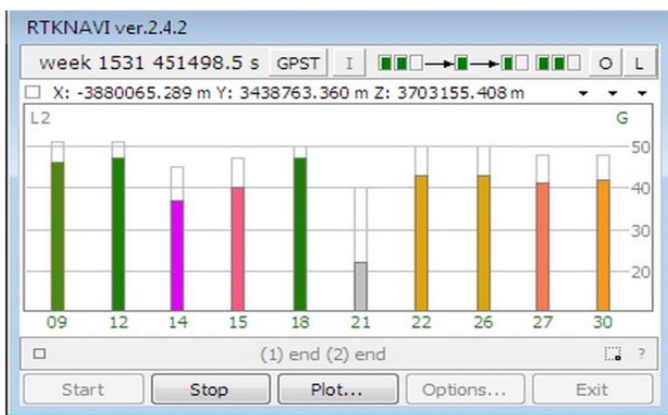 RTKNAVI ver.2.4.2
week 1531 451498.5 s GPST I O L
X: -3880065.289 m Y: 3438763.360 m Z: 3703155.408 m
L2 G
50
40
30
20
09 12 14 15 18 21 22 26 27 30
(1) end (2) end ?
Start Stop Plot... Options... Exit